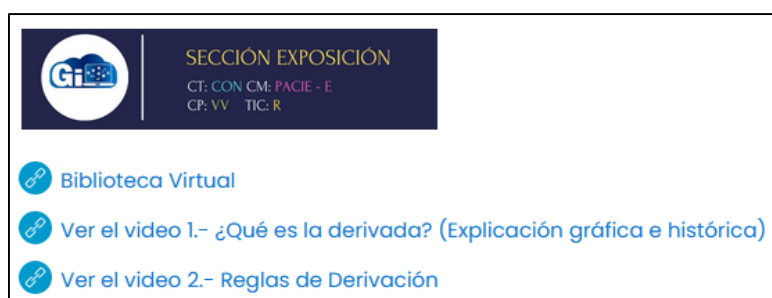 Gi
SECCIÓN EXPOSICIÓN
CT: CON CM: PACIE - E
CP: VV TIC: R
Biblioteca Virtual
Ver el video 1.- ¿Qué es la derivada? (Explicación gráfica e histórica)
Ver el video 2.- Reglas de Derivación